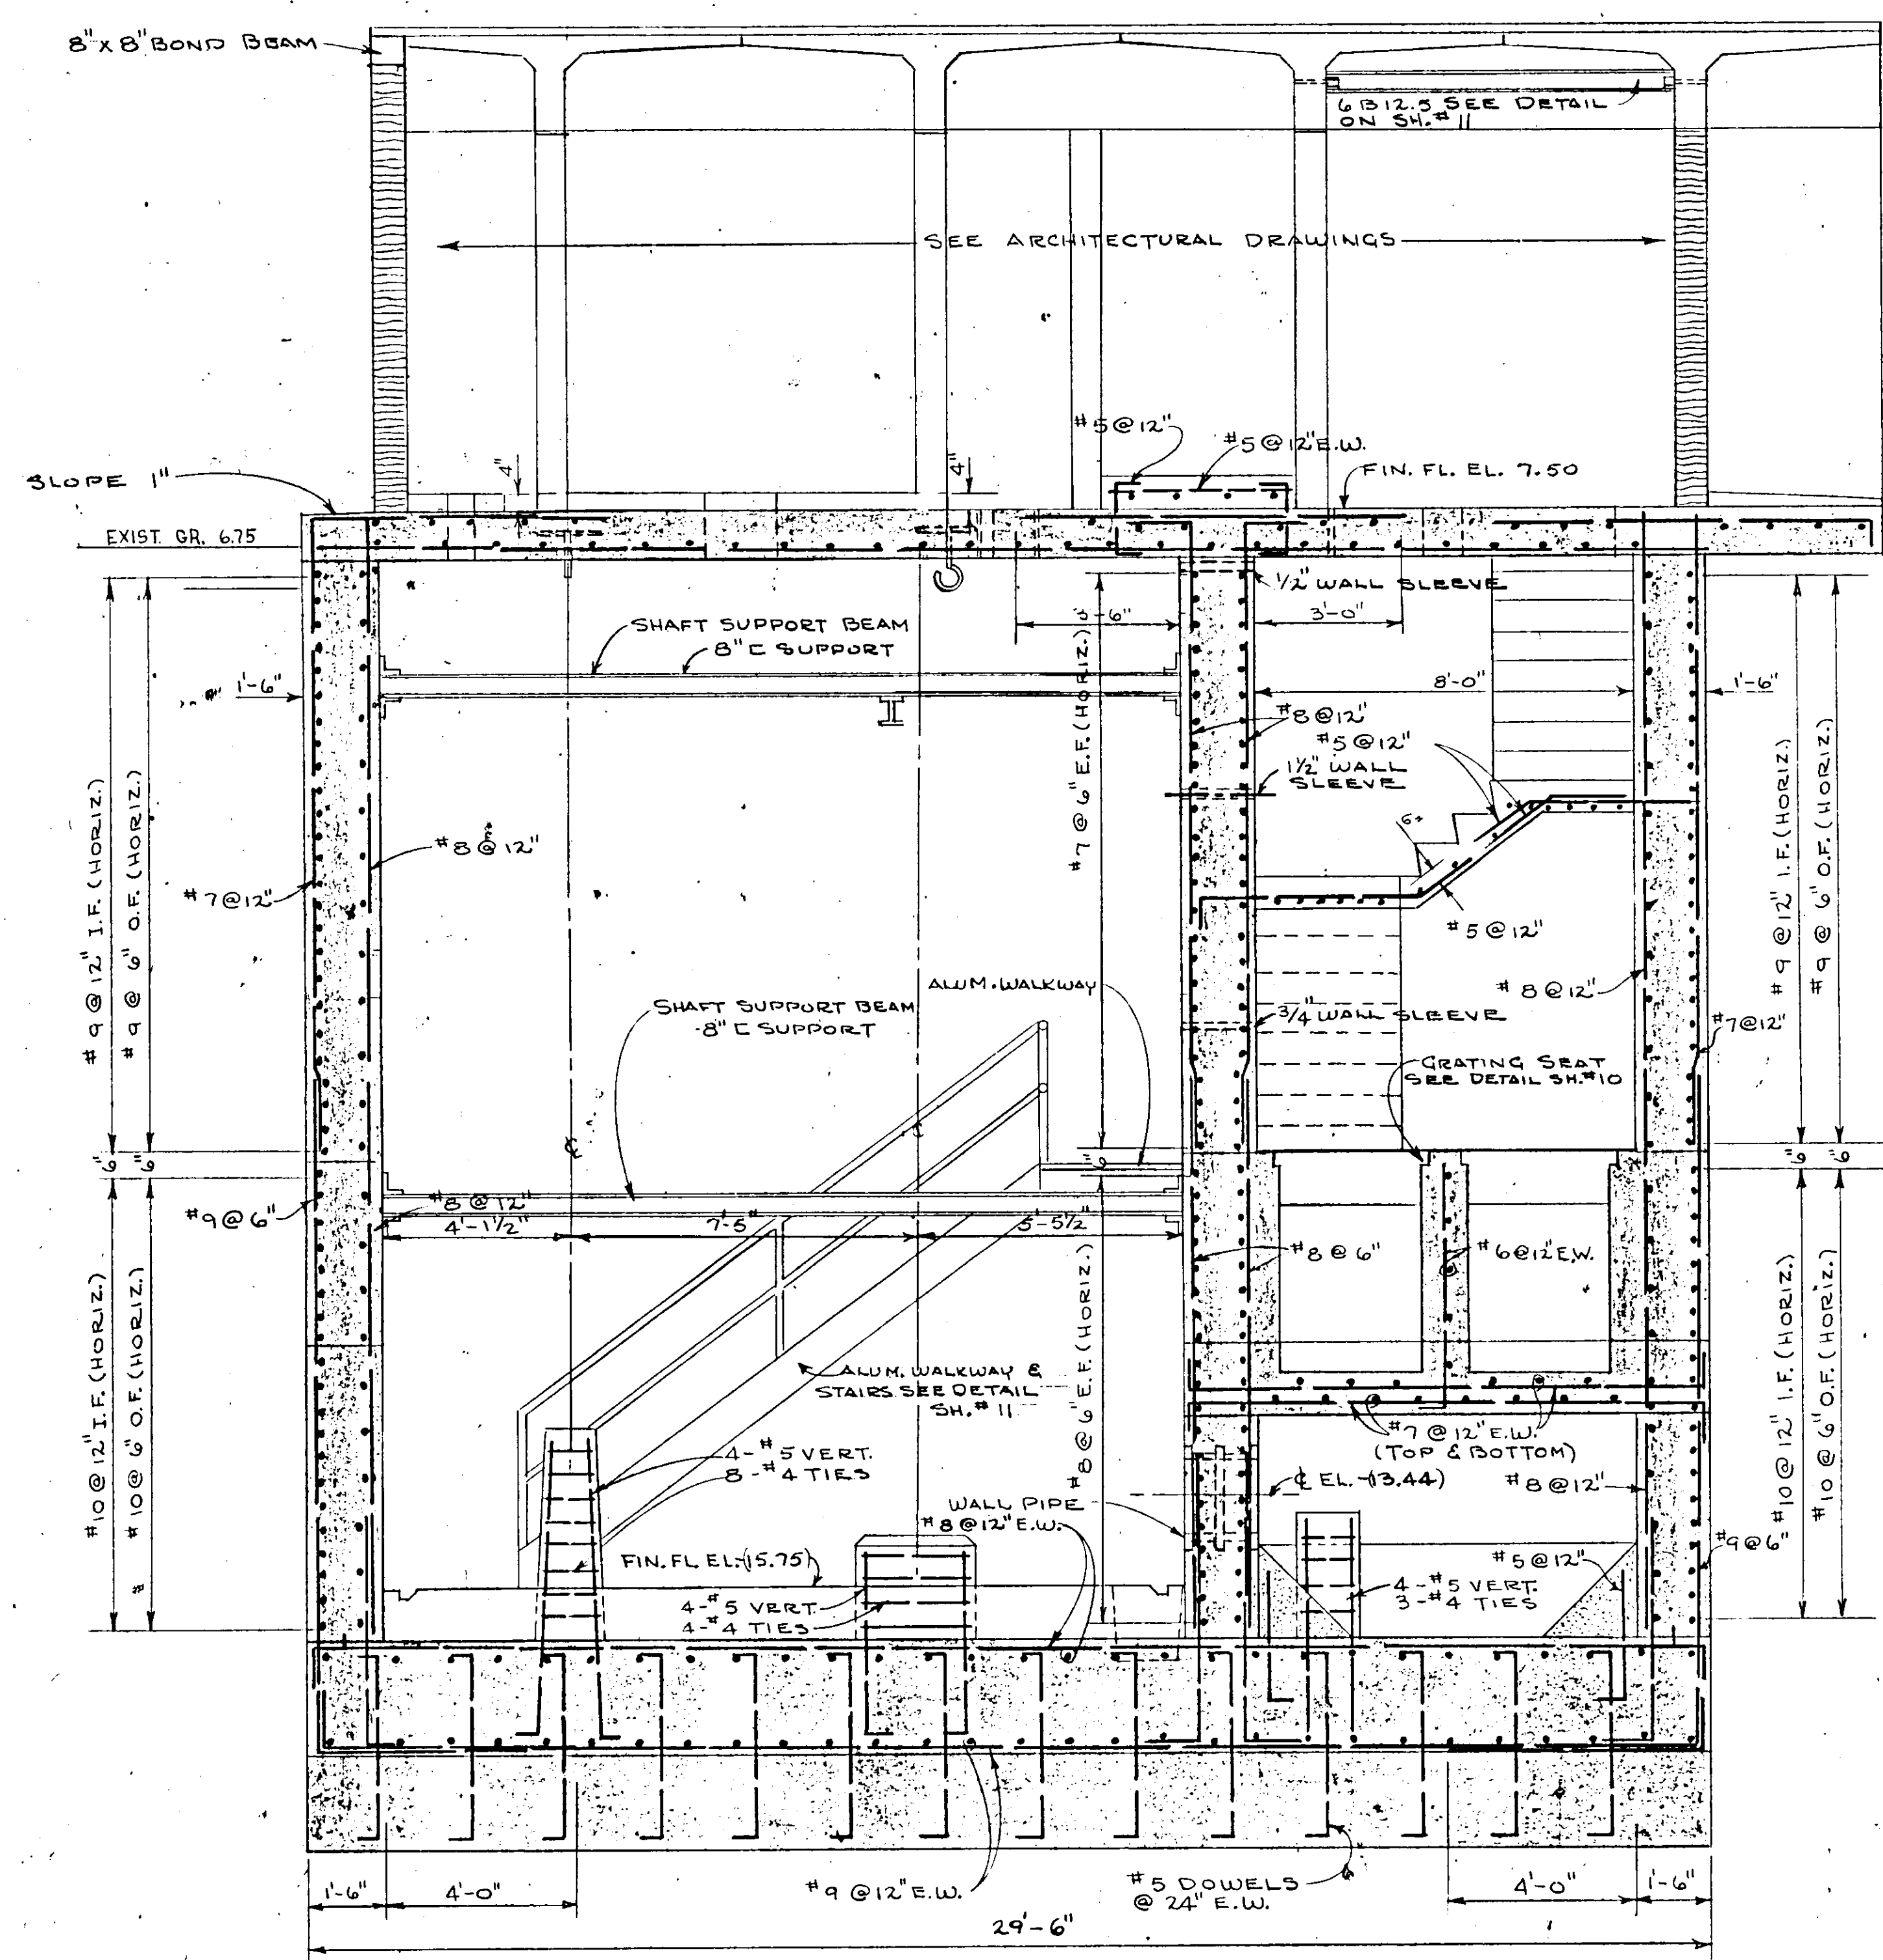 8" X 8" BOND BEAM
6 B 12.5 SEE DETAIL
ON SH. #11
SEE ARCHITECTURAL DRAWINGS
#5 @ 12"
#5 @ 12" E.W.
SLOPE 1"
4"
4"
FIN. FL. EL. 7.50
EXIST. GR. 6.75
1/2" WALL SLEEVE
3'-6"
3'-0"
SHAFT SUPPORT BEAM
8" C SUPPORT
1'-6"
8'-0"
1'-6"
#8 @ 12"
#5 @ 12"
1 1/2" WALL
SLEEVE
#7 @ 6" E.F. (HORIZ.)
#9 @ 12" I.F. (HORIZ.)
#9 @ 6" O.F. (HORIZ.)
#9 @ 12" I.F. (HORIZ.)
#9 @ 6" O.F. (HORIZ.)
#8 @ 12"
#7 @ 12"
#5 @ 12"
ALUM. WALKWAY
#8 @ 12"
SHAFT SUPPORT BEAM
8" C SUPPORT
3/4 WALL SLEEVE
#7 @ 12"
GRATING SEAT
SEE DETAIL SH. #10
6"
6"
6"
6"
6"
#9 @ 6"
#8 @ 12"
4'-1 1/2"
7'-5"
5'-5 1/2"
#8 @ 6"
#6 @ 12" E.W.
#10 @ 12" I.F. (HORIZ.)
#10 @ 6" O.F. (HORIZ.)
#8 @ 6" E.F. (HORIZ.)
#10 @ 12" I.F. (HORIZ.)
#10 @ 6" O.F. (HORIZ.)
ALUM. WALKWAY &
STAIRS. SEE DETAIL
SH. #11
#7 @ 12" E.W.
(TOP & BOTTOM)
4-#5 VERT.
8-#4 TIES
℄ EL.-(13.44)
#8 @ 12"
WALL PIPE
#8 @ 12" E.W.
#9 @ 6"
FIN. FL EL.-(15.75)
#5 @ 12"
4-#5 VERT.
3-#4 TIES
4-#5 VERT
4-#4 TIES
1'-6"
4'-0"
#9 @ 12" E.W.
#5 DOWELS
@ 24" E.W.
4'-0"
1'-6"
29'-6"